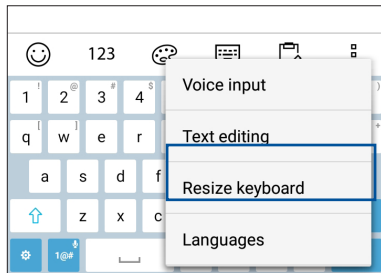 123
Voice input
1 ! 2 @ 3 # 4 $ )
Text editing
q [ w ] e r +
Resize keyboard
a s d f
z x c
Languages
1@#